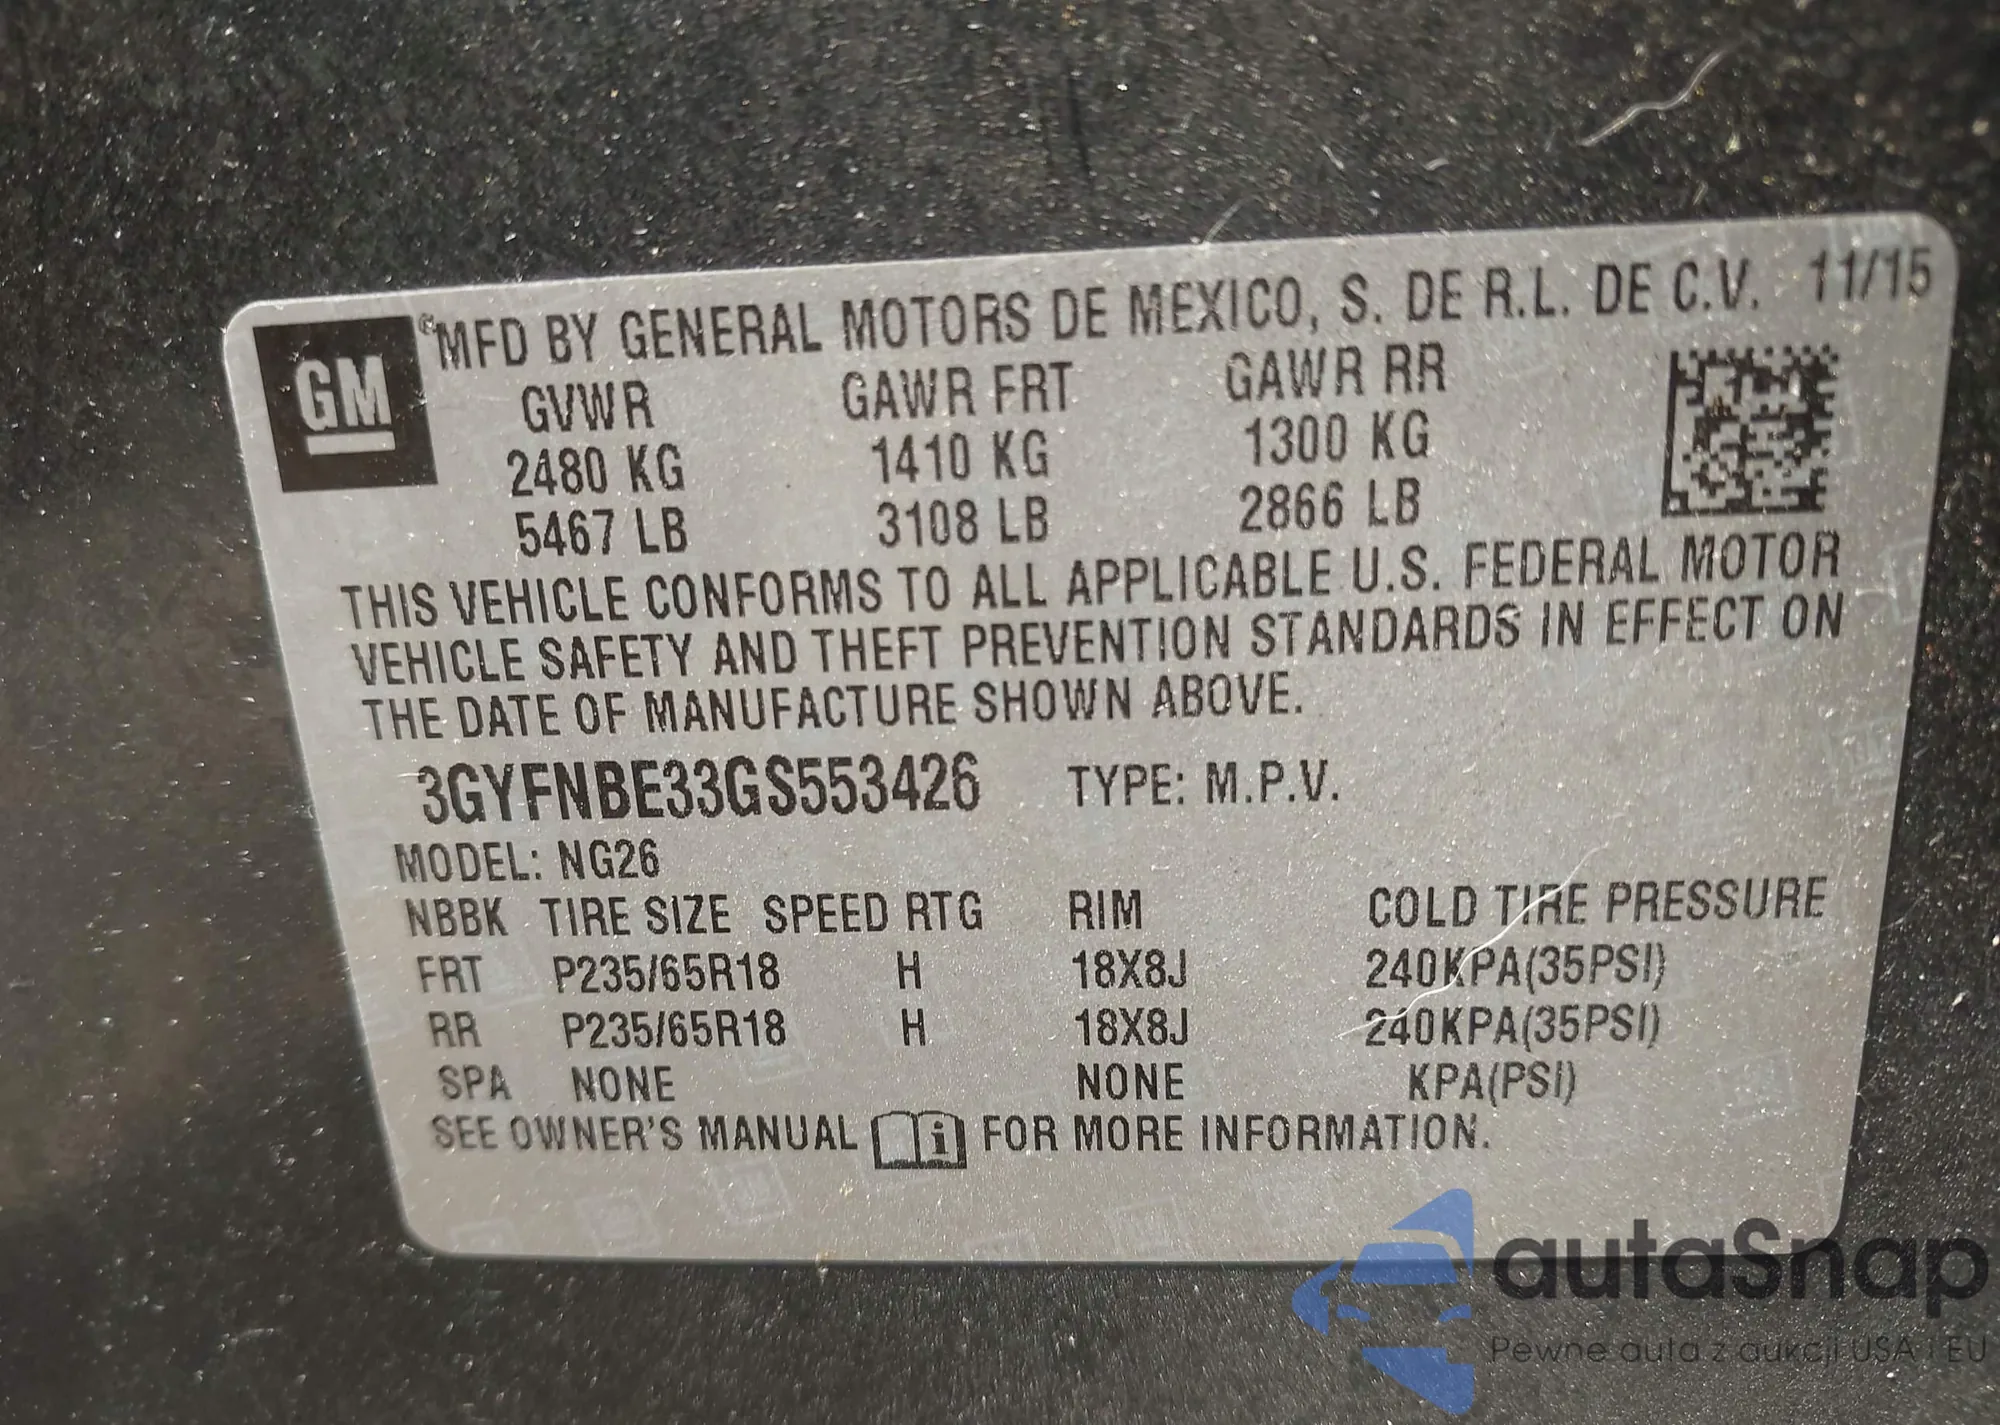 GM
MFD BY GENERAL MOTORS DE MEXICO, S. DE R.L. DE C.V. 11/15
GVWR GAWR FRT GAWR RR
2480 KG 1410 KG 1300 KG
5467 LB 3108 LB 2866 LB
THIS VEHICLE CONFORMS TO ALL APPLICABLE U.S. FEDERAL MOTOR
VEHICLE SAFETY AND THEFT PREVENTION STANDARDS IN EFFECT ON
THE DATE OF MANUFACTURE SHOWN ABOVE.
3GYFNBE33GS553426 TYPE: M.P.V.
MODEL: NG26
NBBK TIRE SIZE SPEED RTG RIM COLD TIRE PRESSURE
FRT P235/65R18 H 18X8J 240KPA(35PSI)
RR P235/65R18 H 18X8J 240KPA(35PSI)
SPA NONE NONE KPA(PSI)
SEE OWNER'S MANUAL i FOR MORE INFORMATION.
autaSnap
Pewne auta z aukcji USA i EU